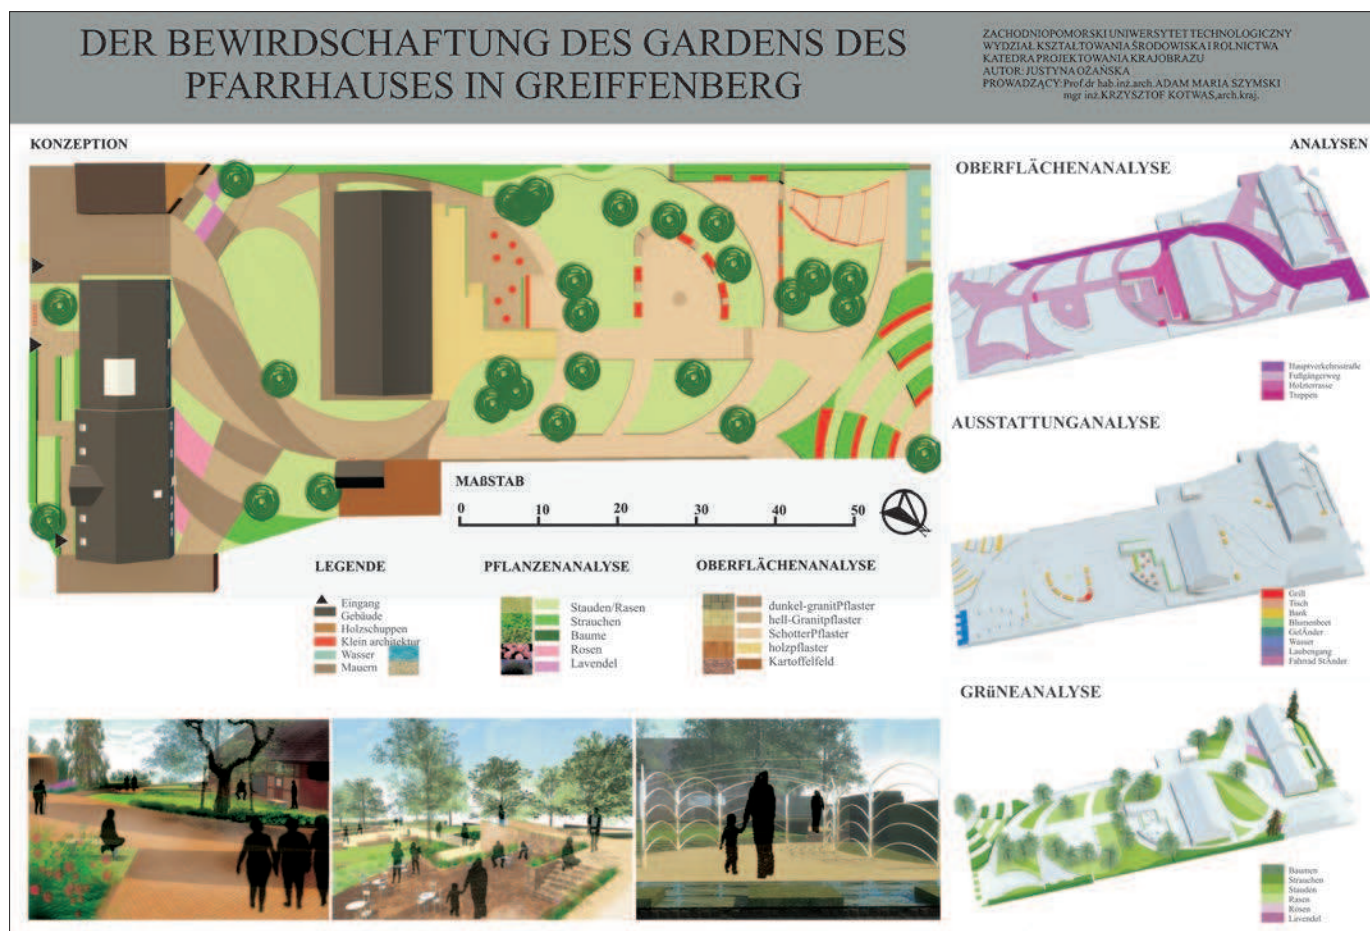 DER BEWIRDSCHAFTUNG DES GARDENS DES
PFARRHAUSES IN GREIFFENBERG
ZACHODNIOPOMORSKI UNIWERSYTET TECHNOLOGICZNY
WYDZIAŁ KSZTAŁTOWANIA ŚRODOWISKA I ROLNICTWA
KATEDRA PROJEKTOWANIA KRAJOBRAZU
AUTOR: JUSTYNA OŻAŃSKA
PROWADZĄCY: Prof.dr hab.inż.arch. ADAM MARIA SZYMSKI
mgr inż. KRZYSZTOF KOTWAS, arch.kraj.
KONZEPTION
ANALYSEN
OBERFLÄCHENANALYSE
Hauptverkehrsstraße
Fußgängerweg
Holzterrasse
Treppen
AUSSTATTUNGANALYSE
Grill
Tisch
Bank
Blumenbeet
GelÄnder
Wasser
Laubengang
Fahrrad StÄnder
GRüNEANALYSE
Baumen
Strauchen
Stauden
Rasen
Rosen
Lavendel
MAßSTAB
0 10 20 30 40 50
N
LEGENDE
Eingang
Gebäude
Holzschuppen
Klein architektur
Wasser
Mauern
PFLANZENANALYSE
Stauden/Rasen
Strauchen
Baume
Rosen
Lavendel
OBERFLÄCHENANALYSE
dunkel-granitPflaster
hell-Granitpflaster
SchotterPflaster
holzpflaster
Kartoffelfeld